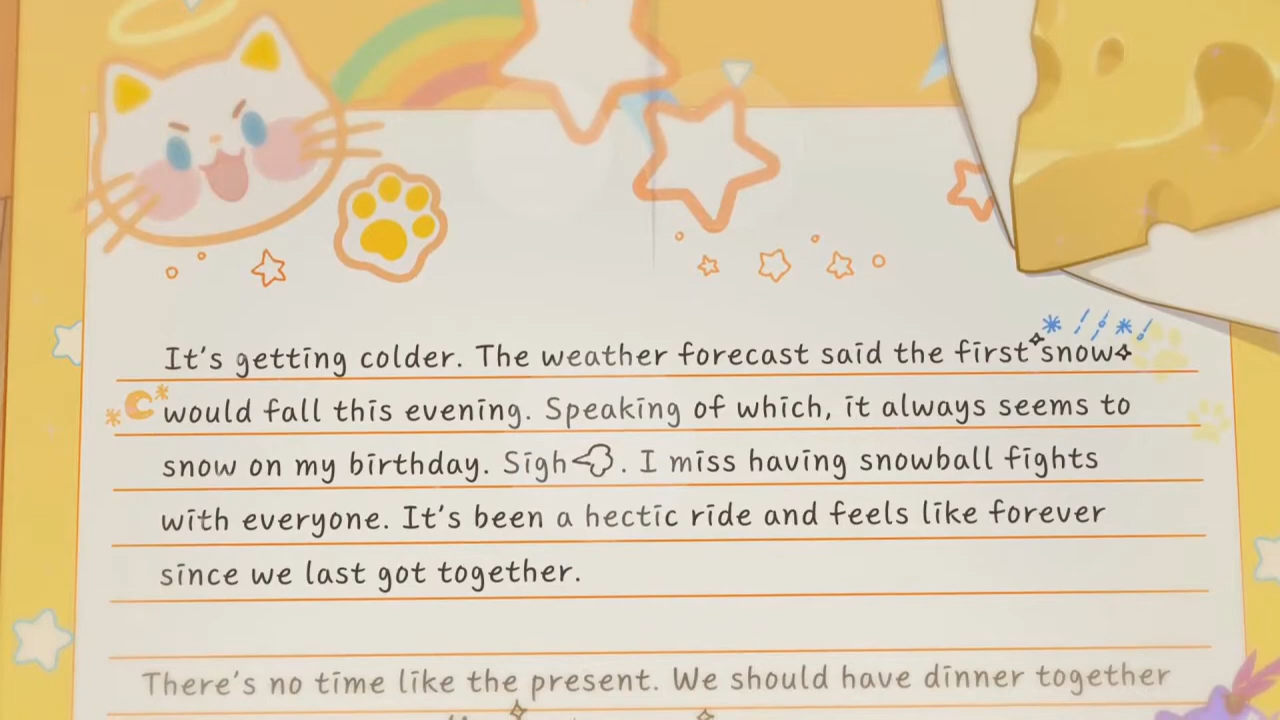 It's getting colder. The weather forecast said the first snow
would fall this evening. Speaking of which, it always seems to
snow on my birthday. Sigh. I miss having snowball fights
with everyone. It's been a hectic ride and feels like forever
since we last got together.
There's no time like the present. We should have dinner together